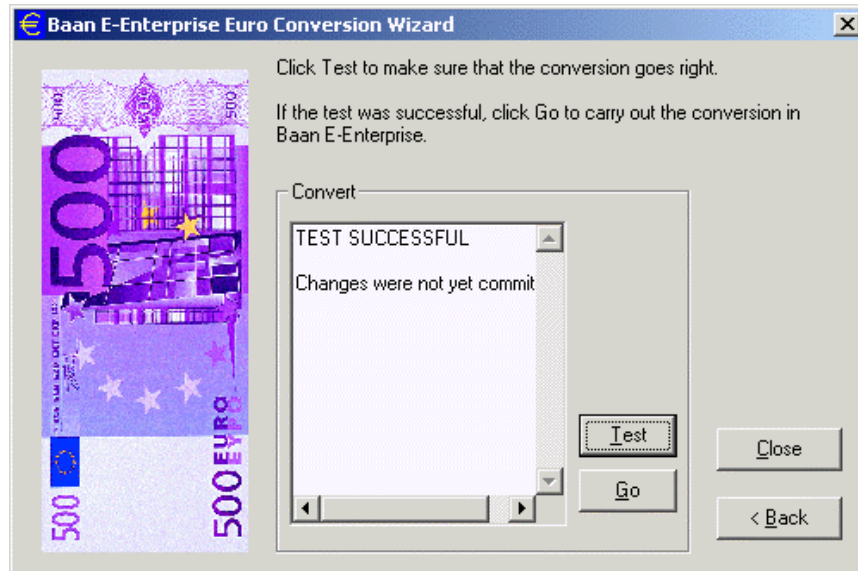 Baan E-Enterprise Euro Conversion Wizard
Click Test to make sure that the conversion goes right.
If the test was successful, click Go to carry out the conversion in
Baan E-Enterprise.
Convert
TEST SUCCESSFUL
Changes were not yet commit
Test
Go
Close
< Back
500
500
500 EURO
ΕΥΡΩ
500